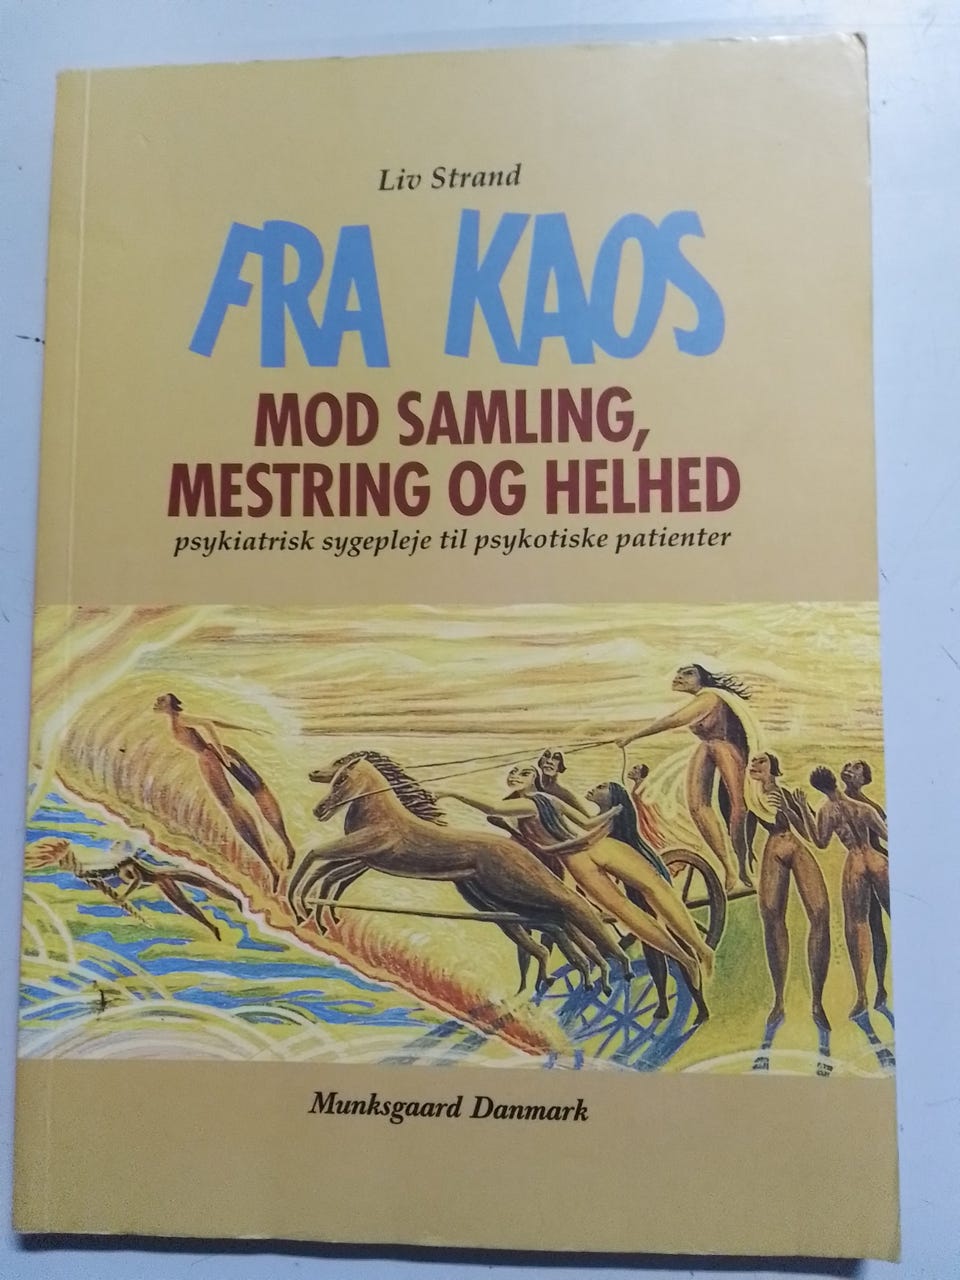 Liv Strand
FRA KAOS
MOD SAMLING,
MESTRING OG HELHED
psykiatrisk sygepleje til psykotiske patienter
Munksgaard Danmark